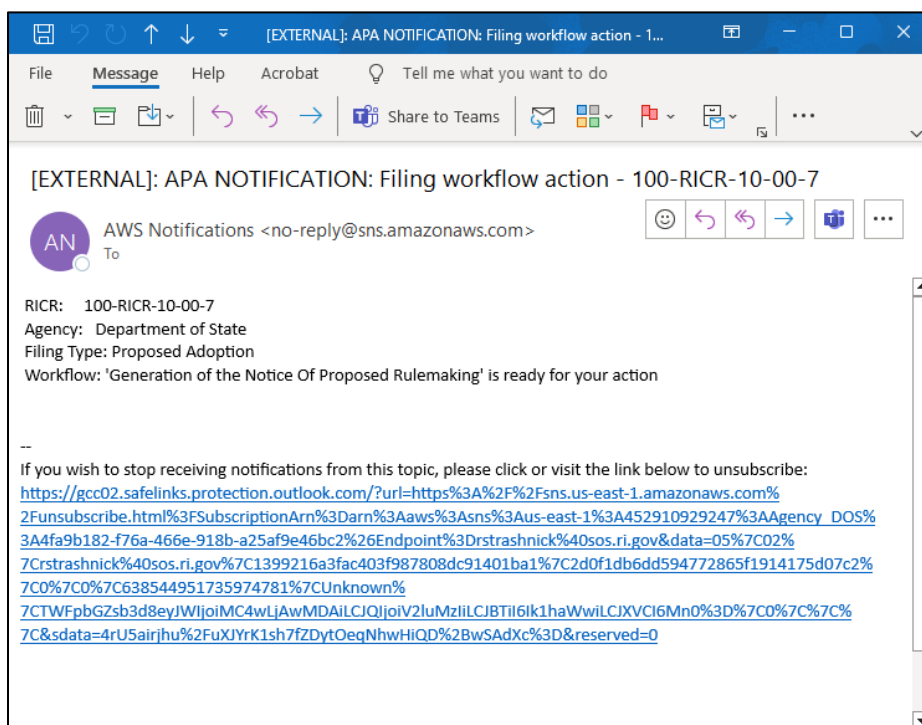 [EXTERNAL]: APA NOTIFICATION: Filing workflow action - 1...
File Message Help Acrobat Tell me what you want to do
Share to Teams
[EXTERNAL]: APA NOTIFICATION: Filing workflow action - 100-RICR-10-00-7
AN
AWS Notifications <no-reply@sns.amazonaws.com>
To
RICR: 100-RICR-10-00-7
Agency: Department of State
Filing Type: Proposed Adoption
Workflow: 'Generation of the Notice Of Proposed Rulemaking' is ready for your action
--
If you wish to stop receiving notifications from this topic, please click or visit the link below to unsubscribe:
https://gcc02.safelinks.protection.outlook.com/?url=https%3A%2F%2Fsns.us-east-1.amazonaws.com%
2Funsubscribe.html%3FSubscriptionArn%3Darn%3Aaws%3Asns%3Aus-east-1%3A452910929247%3AAgency_DOS%
3A4fa9b182-f76a-466e-918b-a25af9e46bc2%26Endpoint%3Drstrashnick%40sos.ri.gov&data=05%7C02%
7Crstrashnick%40sos.ri.gov%7C1399216a3fac403f987808dc91401ba1%7C2d0f1db6dd594772865f1914175d07c2%
7C0%7C0%7C638544951735974781%7CUnknown%
7CTWFpbGZsb3d8eyJWIjoiMC4wLjAwMDAiLCJQIjoiV2luMzIiLCJBTiI6Ik1haWwiLCJXVCI6Mn0%3D%7C0%7C%7C%
7C&sdata=4rU5airjhu%2FuXJYrK1sh7fZDytOeqNhwHiQD%2BwSAdXc%3D&reserved=0